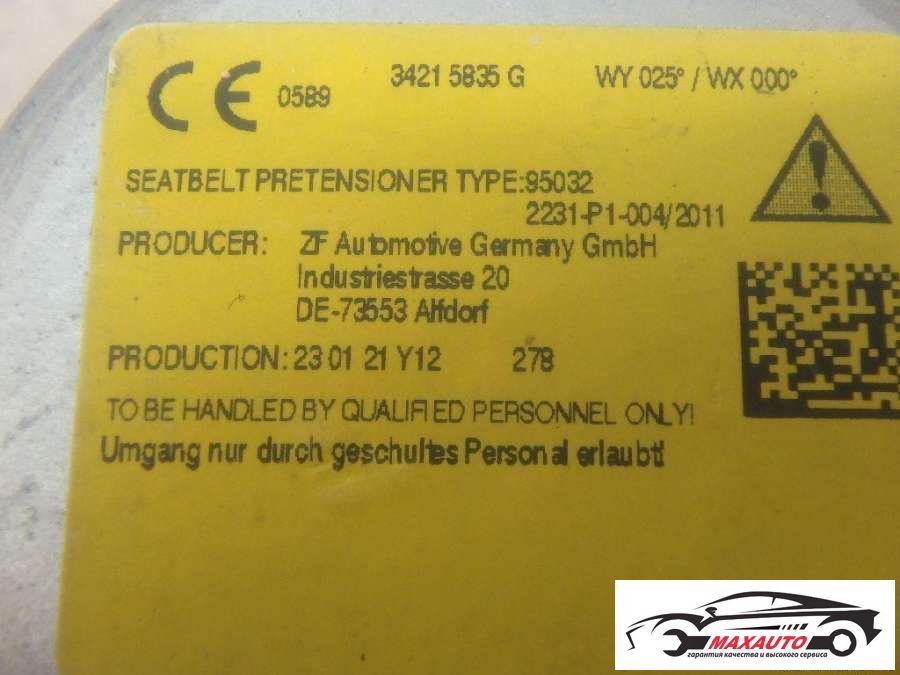 CE 0589 3421 5835 G WY 025° / WX 000°
SEATBELT PRETENSIONER TYPE:95032
2231-P1-004/2011
PRODUCER: ZF Automotive Germany GmbH
Industriestrasse 20
DE-73553 Alfdorf
PRODUCTION: 23 01 21 Y12 278
TO BE HANDLED BY QUALIFIED PERSONNEL ONLY!
Umgang nur durch geschultes Personal erlaubt!
MAXAUTO
гарантия качества и высокого сервиса